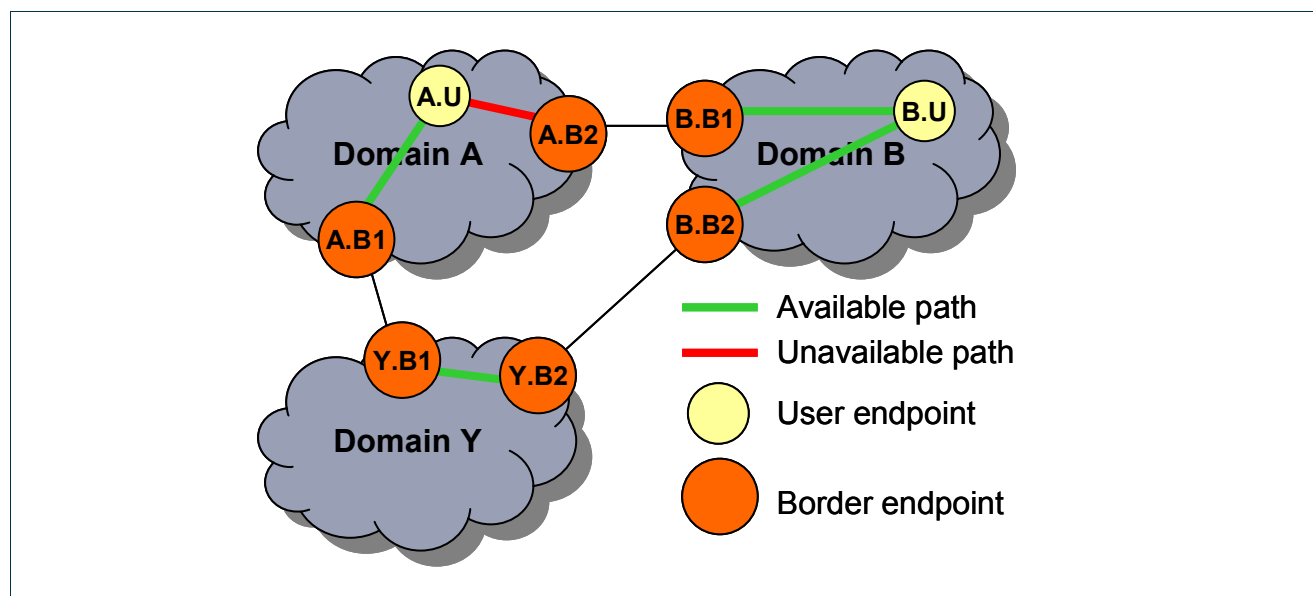 A.U
A.B2
B.B1
B.U
Domain A
Domain B
A.B1
B.B2
Available path
Unavailable path
Y.B1
Y.B2
User endpoint
Domain Y
Border endpoint